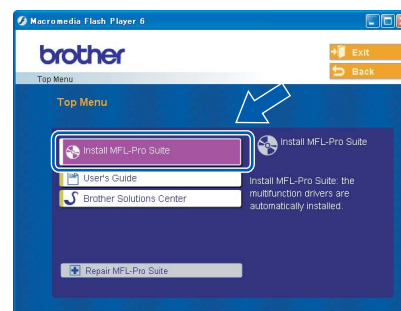 Macromedia Flash Player 6
brother
Exit
Back
Top Menu
Top Menu
Install MFL-Pro Suite
User's Guide
Brother Solutions Center
Repair MFL-Pro Suite
Install MFL-Pro Suite
Install MFL-Pro Suite: the
multifunction drivers are
automatically installed.